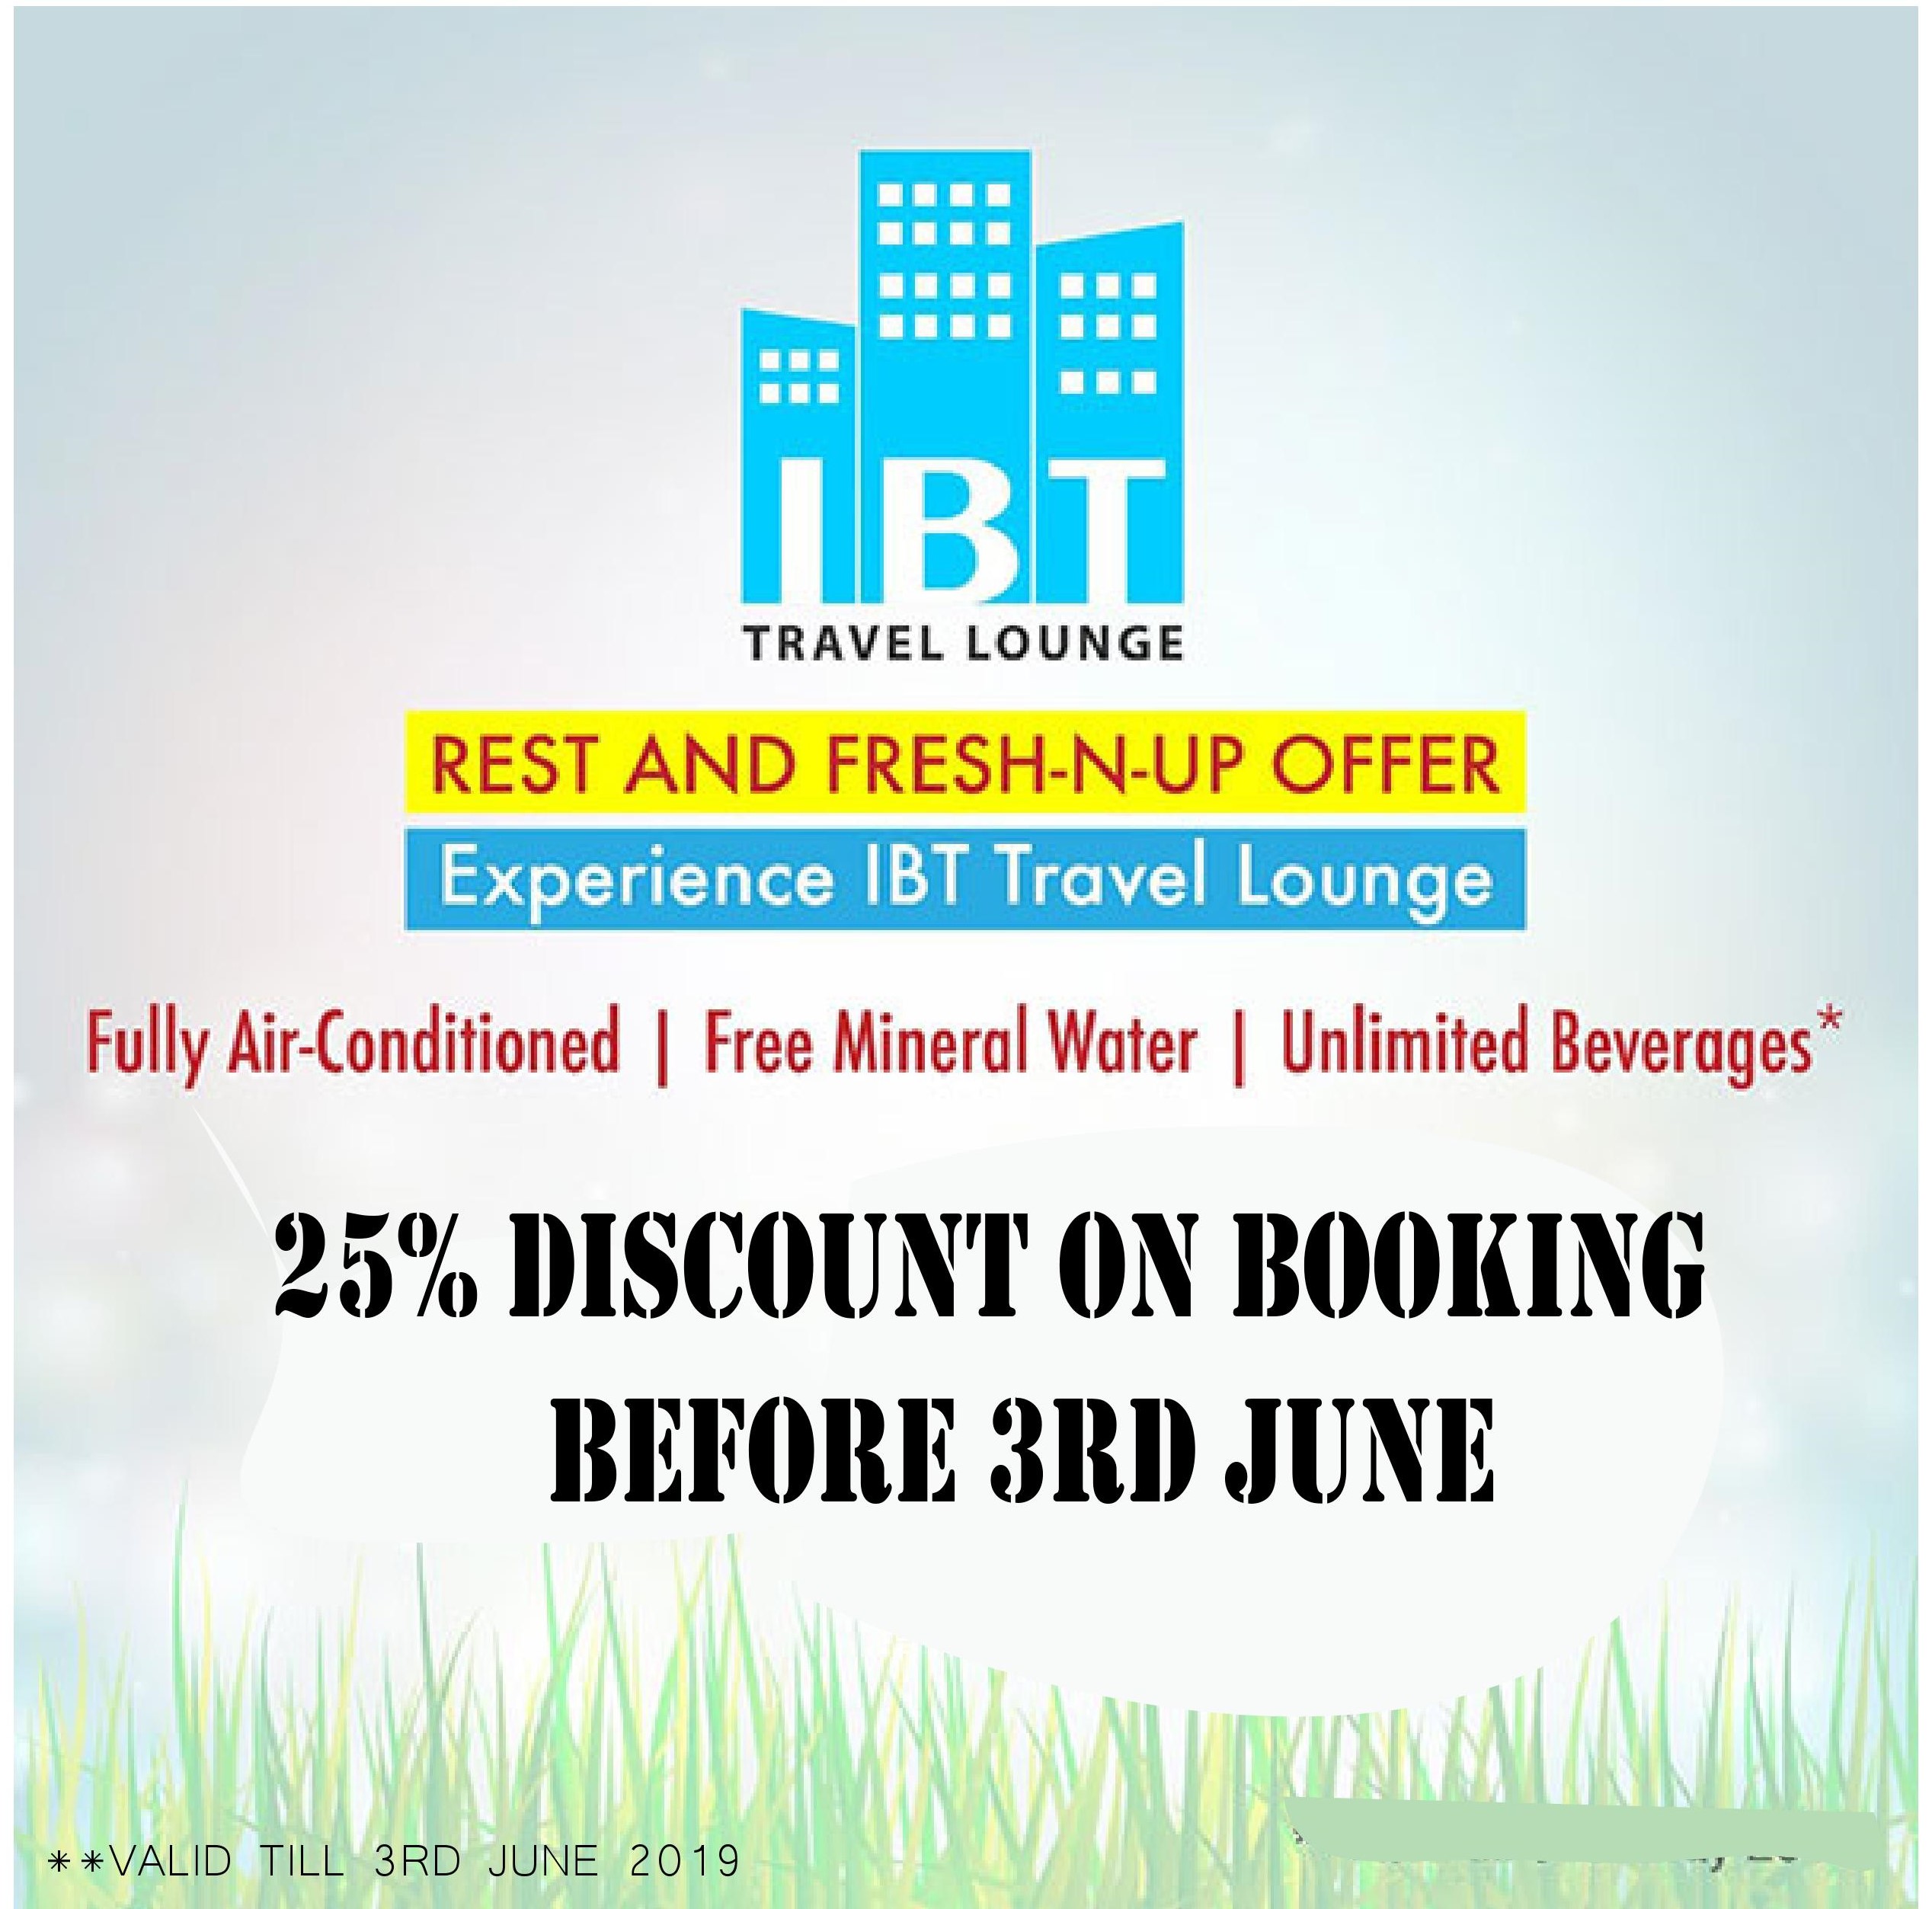 IBT
TRAVEL LOUNGE
REST AND FRESH-N-UP OFFER
Experience IBT Travel Lounge
Fully Air-Conditioned | Free Mineral Water | Unlimited Beverages*
25% DISCOUNT ON BOOKING
BEFORE 3RD JUNE
**VALID TILL 3RD JUNE 2019